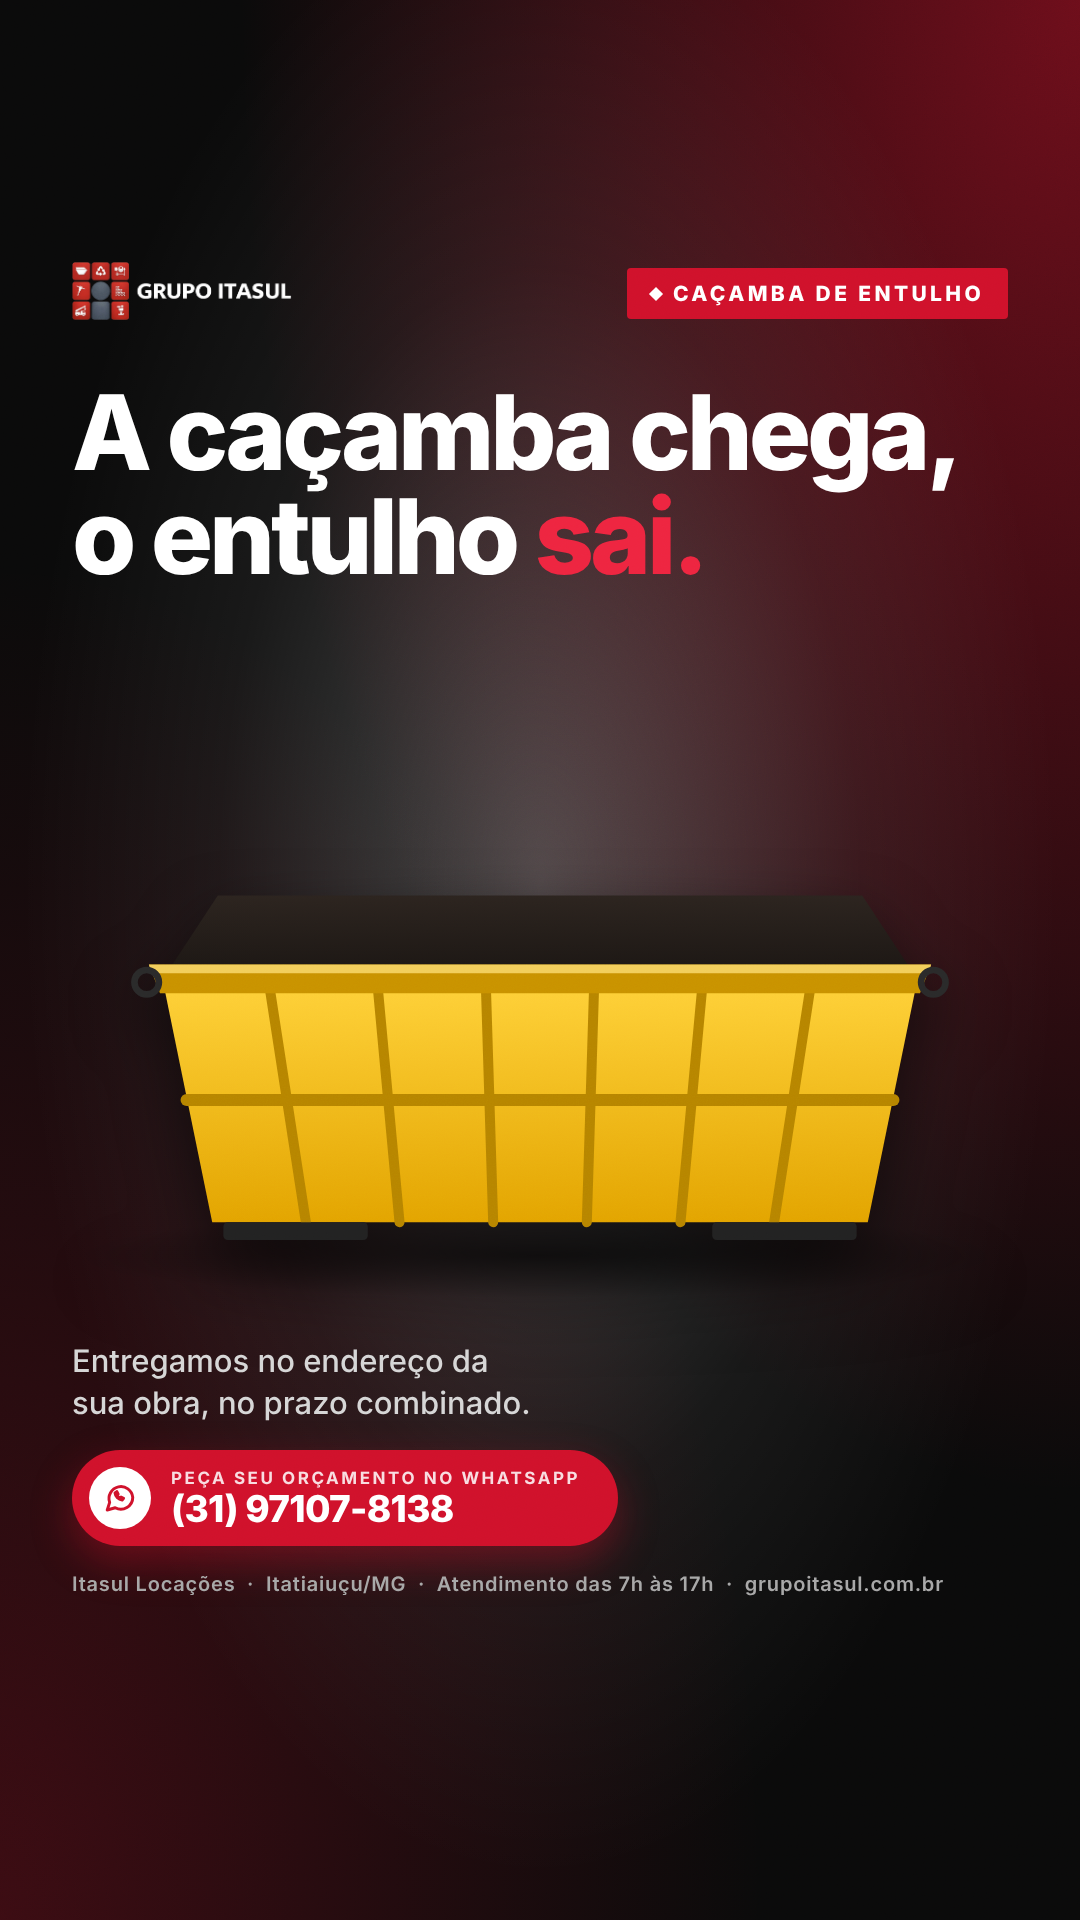 GRUPO ITASUL
CAÇAMBA DE ENTULHO
A caçamba chega,
o entulho sai.
Entregamos no endereço da
sua obra, no prazo combinado.
PEÇA SEU ORÇAMENTO NO WHATSAPP
(31) 97107-8138
Itasul Locações · Itatiaiuçu/MG · Atendimento das 7h às 17h · grupoitasul.com.br